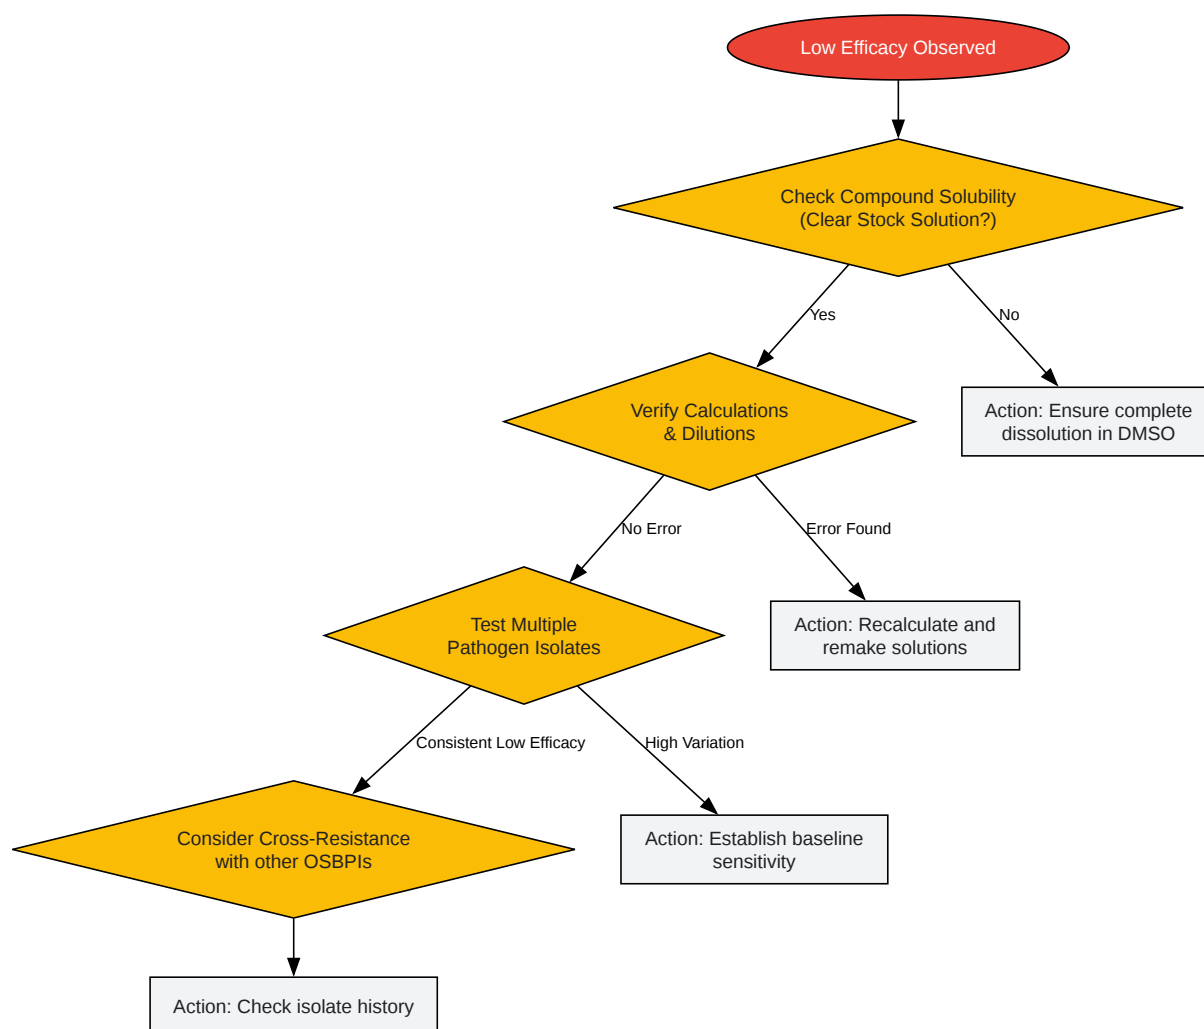 Low Efficacy Observed
Check Compound Solubility
(Clear Stock Solution?)
Yes
No
Verify Calculations
& Dilutions
Action: Ensure complete
dissolution in DMSO
No Error
Error Found
Test Multiple
Pathogen Isolates
Action: Recalculate and
remake solutions
Consistent Low Efficacy
High Variation
Consider Cross-Resistance
with other OSBPIs
Action: Establish baseline
sensitivity
Action: Check isolate history